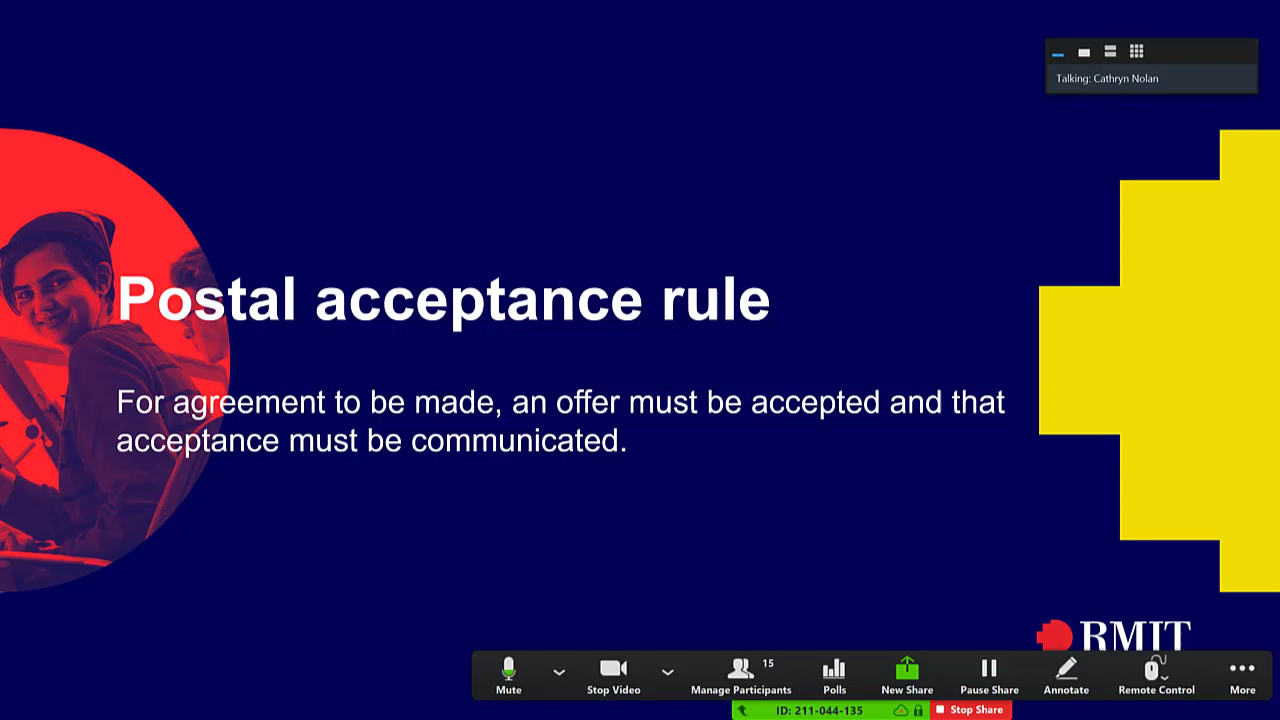 Talking: Cathryn Nolan
Postal acceptance rule
For agreement to be made, an offer must be accepted and that
acceptance must be communicated.
RMIT
Mute
Stop Video
Manage Participants
15
Polls
New Share
Pause Share
Annotate
Remote Control
More
ID: 211-044-135
Stop Share